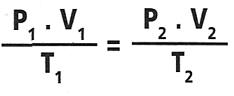 P₁ . V₁ / T₁ = P₂ . V₂ / T₂